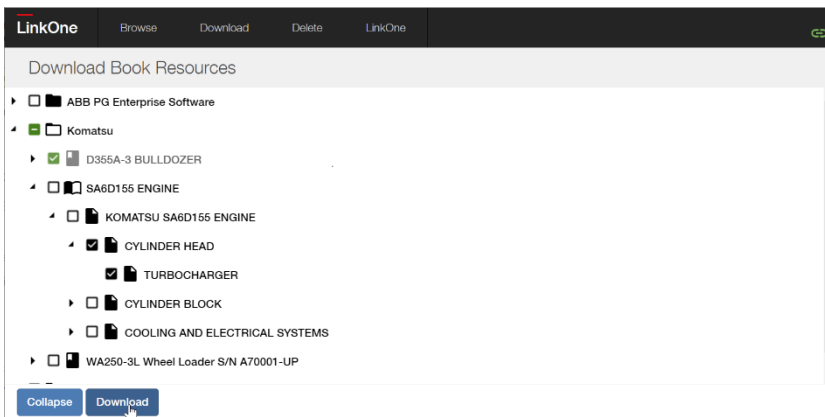 LinkOne Browse Download Delete LinkOne
Download Book Resources
ABB PG Enterprise Software
Komatsu
D355A-3 BULLDOZER
SA6D155 ENGINE
KOMATSU SA6D155 ENGINE
CYLINDER HEAD
TURBOCHARGER
CYLINDER BLOCK
COOLING AND ELECTRICAL SYSTEMS
WA250-3L Wheel Loader S/N A70001-UP
Collapse Download